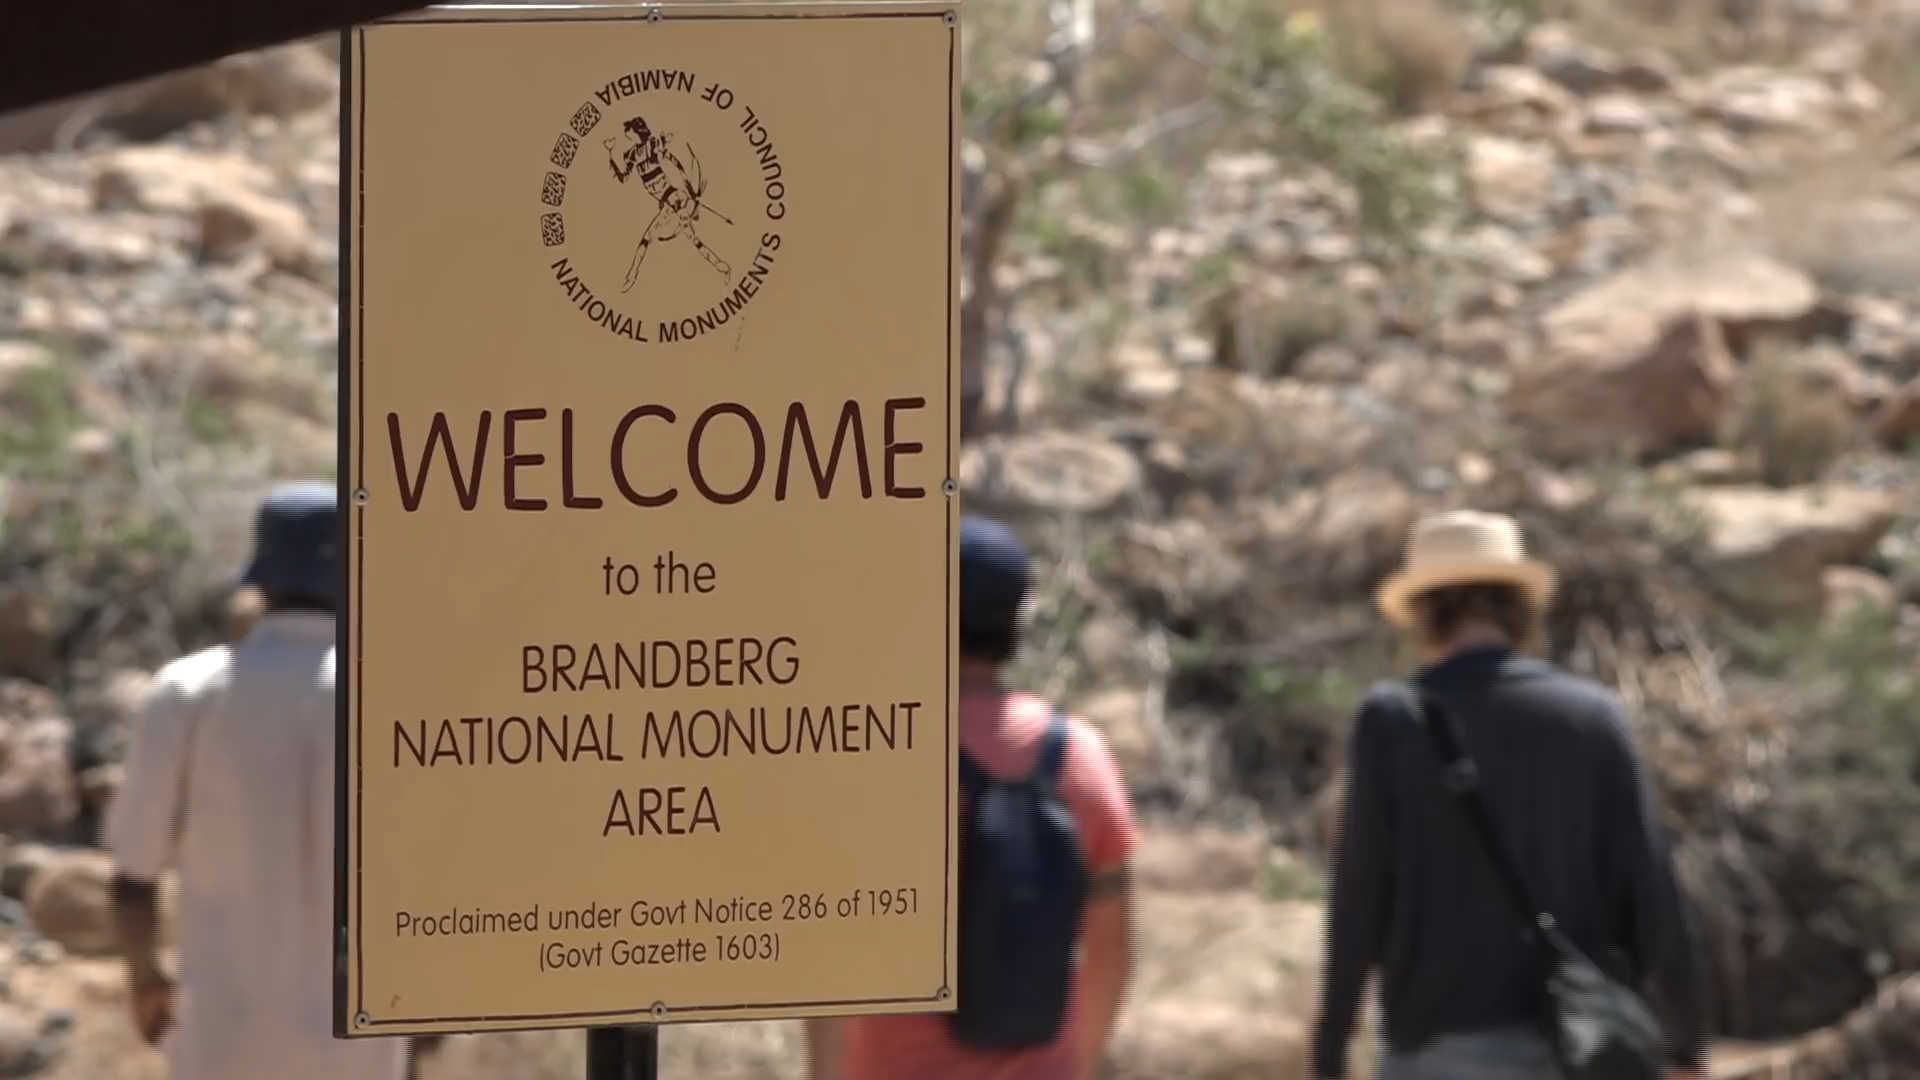 NATIONAL MONUMENTS COUNCIL OF NAMIBIA
WELCOME
to the
BRANDBERG
NATIONAL MONUMENT
AREA
Proclaimed under Govt Notice 286 of 1951
(Govt Gazette 1603)